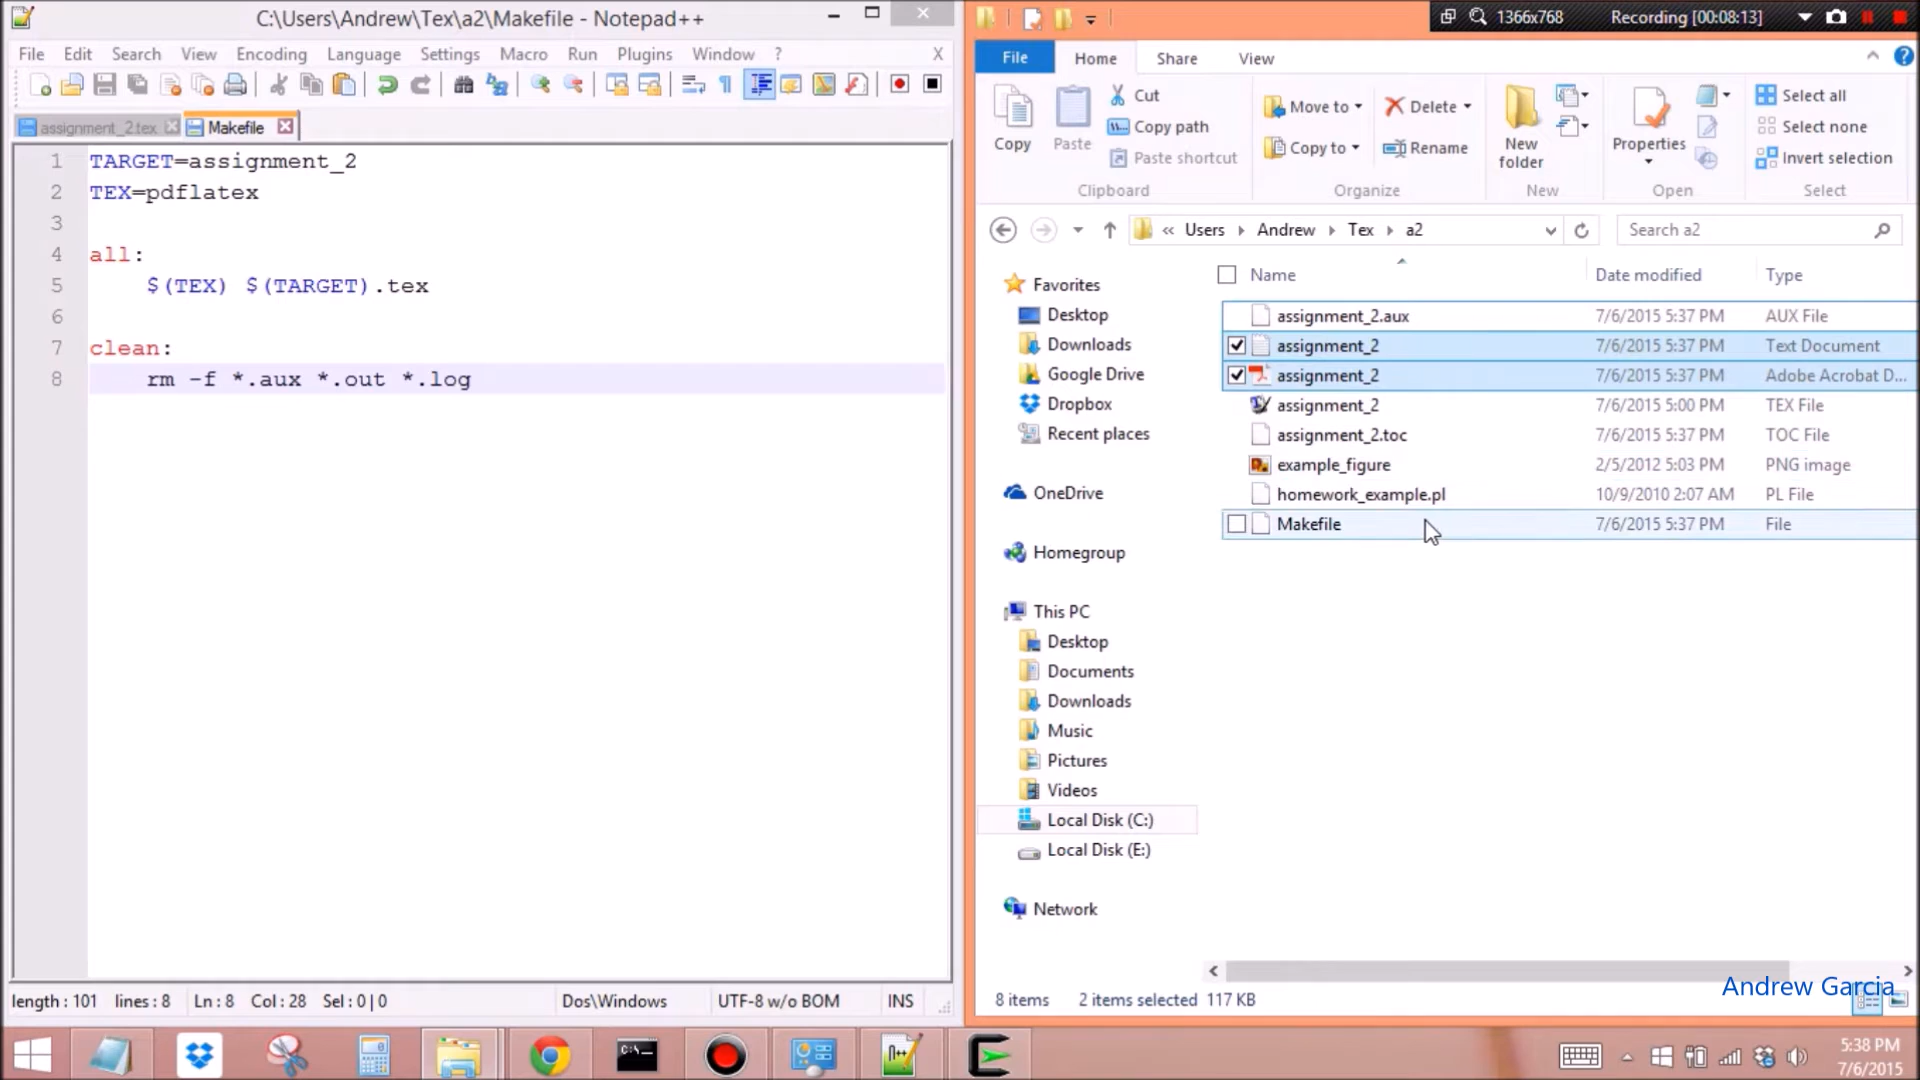 C:\Users\Andrew\Tex\a2\Makefile - Notepad++
File Edit Search View Encoding Language Settings Macro Run Plugins Window ? X
assignment_2.tex Makefile
1 TARGET=assignment_2
2 TEX=pdflatex
3
4 all:
5 $(TEX) $(TARGET).tex
6
7 clean:
8 rm -f *.aux *.out *.log
length : 101 lines : 8 Ln : 8 Col : 28 Sel : 0 | 0 Dos\Windows UTF-8 w/o BOM INS
1366x768 Recording [00:08:13]
File Home Share View
Copy
Paste
Cut
Copy path
Paste shortcut
Clipboard
Move to
Copy to
Delete
Rename
Organize
New
folder
New
Properties
Open
Select all
Select none
Invert selection
Select
« Users Andrew Tex a2
Search a2
Favorites
Desktop
Downloads
Google Drive
Dropbox
Recent places
OneDrive
Homegroup
This PC
Desktop
Documents
Downloads
Music
Pictures
Videos
Local Disk (C:)
Local Disk (E:)
Network
Name Date modified Type
assignment_2.aux 7/6/2015 5:37 PM AUX File
assignment_2 7/6/2015 5:37 PM Text Document
assignment_2 7/6/2015 5:37 PM Adobe Acrobat D...
assignment_2 7/6/2015 5:00 PM TEX File
assignment_2.toc 7/6/2015 5:37 PM TOC File
example_figure 2/5/2012 5:03 PM PNG image
homework_example.pl 10/9/2010 2:07 AM PL File
Makefile 7/6/2015 5:37 PM File
8 items 2 items selected 117 KB
Andrew Garcia
5:38 PM
7/6/2015